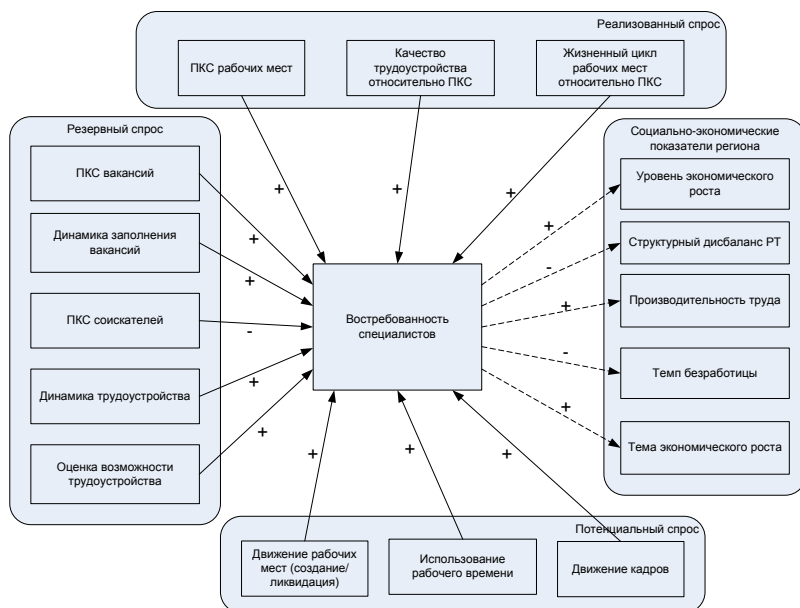 Реализованный спрос
ПКС рабочих мест
Качество
трудоустройства
относительно ПКС
Жизненный цикл
рабочих мест
относительно ПКС
Резервный спрос
ПКС вакансий
Динамика заполнения
вакансий
ПКС соискателей
Динамика трудоустройства
Оценка возможности
трудоустройства
+
+
+
+
+
-
+
+
Востребованность
специалистов
+
-
+
-
+
Социально-экономические
показатели региона
Уровень экономического
роста
Структурный дисбаланс РТ
Производительность труда
Темп безработицы
Тема экономического роста
+
+
+
Потенциальный спрос
Движение рабочих
мест (создание/
ликвидация)
Использование
рабочего времени
Движение кадров